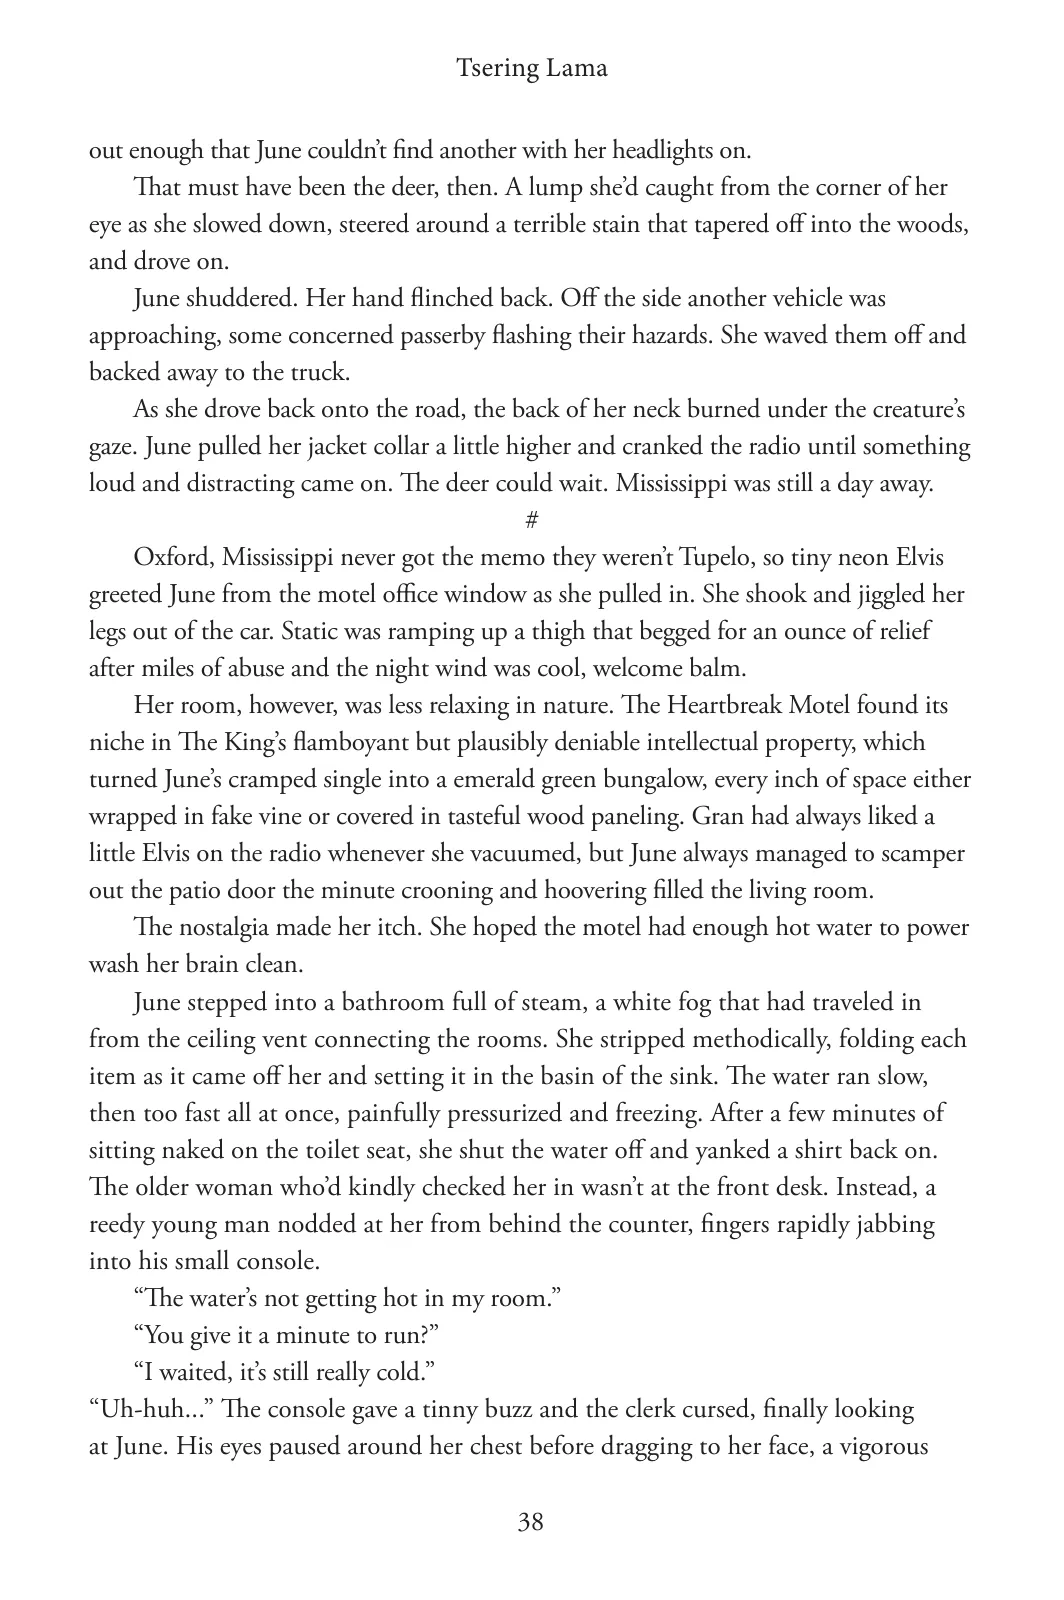 Tsering Lama
out enough that June couldn’t find another with her headlights on.
That must have been the deer, then. A lump she’d caught from the corner of her
eye as she slowed down, steered around a terrible stain that tapered off into the woods,
and drove on.
June shuddered. Her hand flinched back. Off the side another vehicle was
approaching, some concerned passerby flashing their hazards. She waved them off and
backed away to the truck.
As she drove back onto the road, the back of her neck burned under the creature’s
gaze. June pulled her jacket collar a little higher and cranked the radio until something
loud and distracting came on. The deer could wait. Mississippi was still a day away.
#
Oxford, Mississippi never got the memo they weren’t Tupelo, so tiny neon Elvis
greeted June from the motel office window as she pulled in. She shook and jiggled her
legs out of the car. Static was ramping up a thigh that begged for an ounce of relief
after miles of abuse and the night wind was cool, welcome balm.
Her room, however, was less relaxing in nature. The Heartbreak Motel found its
niche in The King’s flamboyant but plausibly deniable intellectual property, which
turned June’s cramped single into a emerald green bungalow, every inch of space either
wrapped in fake vine or covered in tasteful wood paneling. Gran had always liked a
little Elvis on the radio whenever she vacuumed, but June always managed to scamper
out the patio door the minute crooning and hoovering filled the living room.
The nostalgia made her itch. She hoped the motel had enough hot water to power
wash her brain clean.
June stepped into a bathroom full of steam, a white fog that had traveled in
from the ceiling vent connecting the rooms. She stripped methodically, folding each
item as it came off her and setting it in the basin of the sink. The water ran slow,
then too fast all at once, painfully pressurized and freezing. After a few minutes of
sitting naked on the toilet seat, she shut the water off and yanked a shirt back on.
The older woman who’d kindly checked her in wasn’t at the front desk. Instead, a
reedy young man nodded at her from behind the counter, fingers rapidly jabbing
into his small console.
“The water’s not getting hot in my room.”
“You give it a minute to run?”
“I waited, it’s still really cold.”
“Uh-huh...” The console gave a tinny buzz and the clerk cursed, finally looking
at June. His eyes paused around her chest before dragging to her face, a vigorous
38